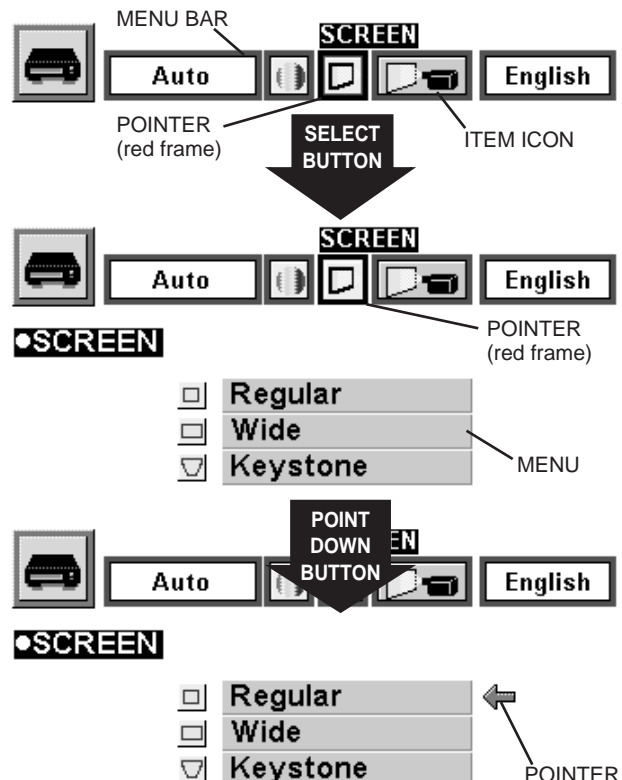 MENU BAR
SCREEN
Auto
English
POINTER
(red frame)
SELECT
BUTTON
ITEM ICON
SCREEN
Auto
English
POINTER
(red frame)
●SCREEN
Regular
Wide
Keystone
MENU
POINT
DOWN
BUTTON
EN
Auto
English
●SCREEN
Regular
Wide
Keystone
POINTER